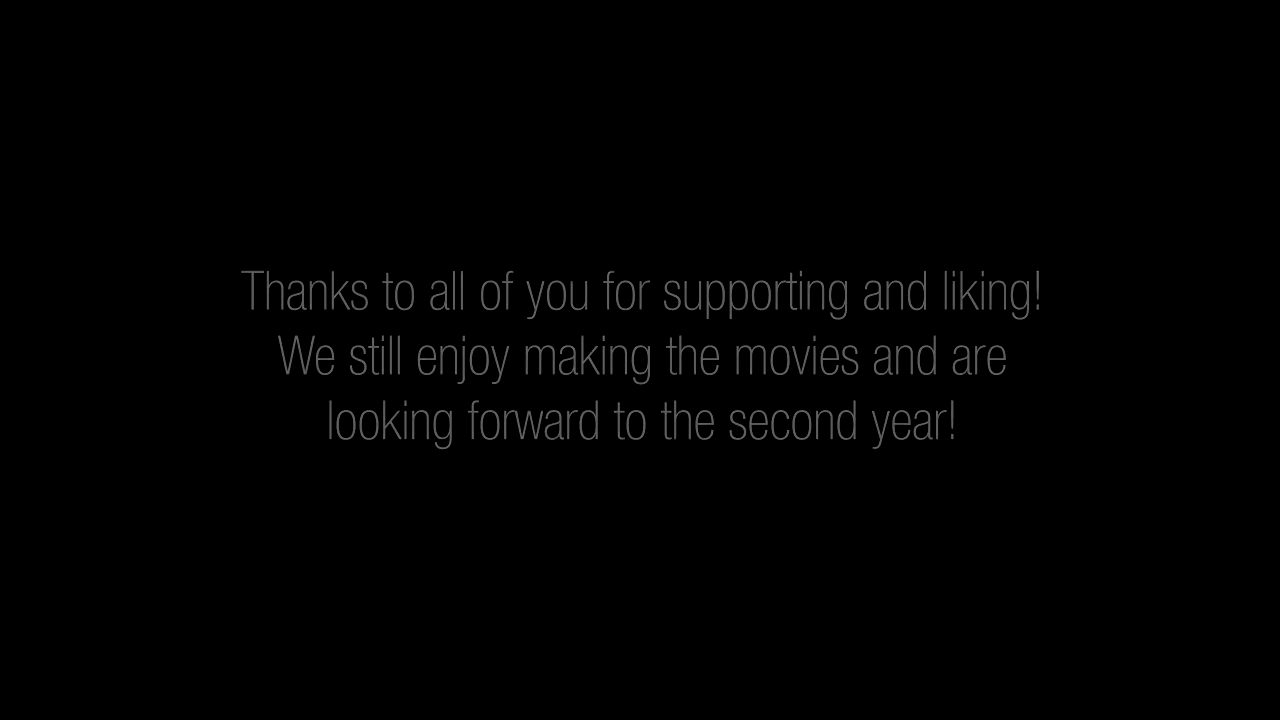 Thanks to all of you for supporting and liking!
We still enjoy making the movies and are
looking forward to the second year!